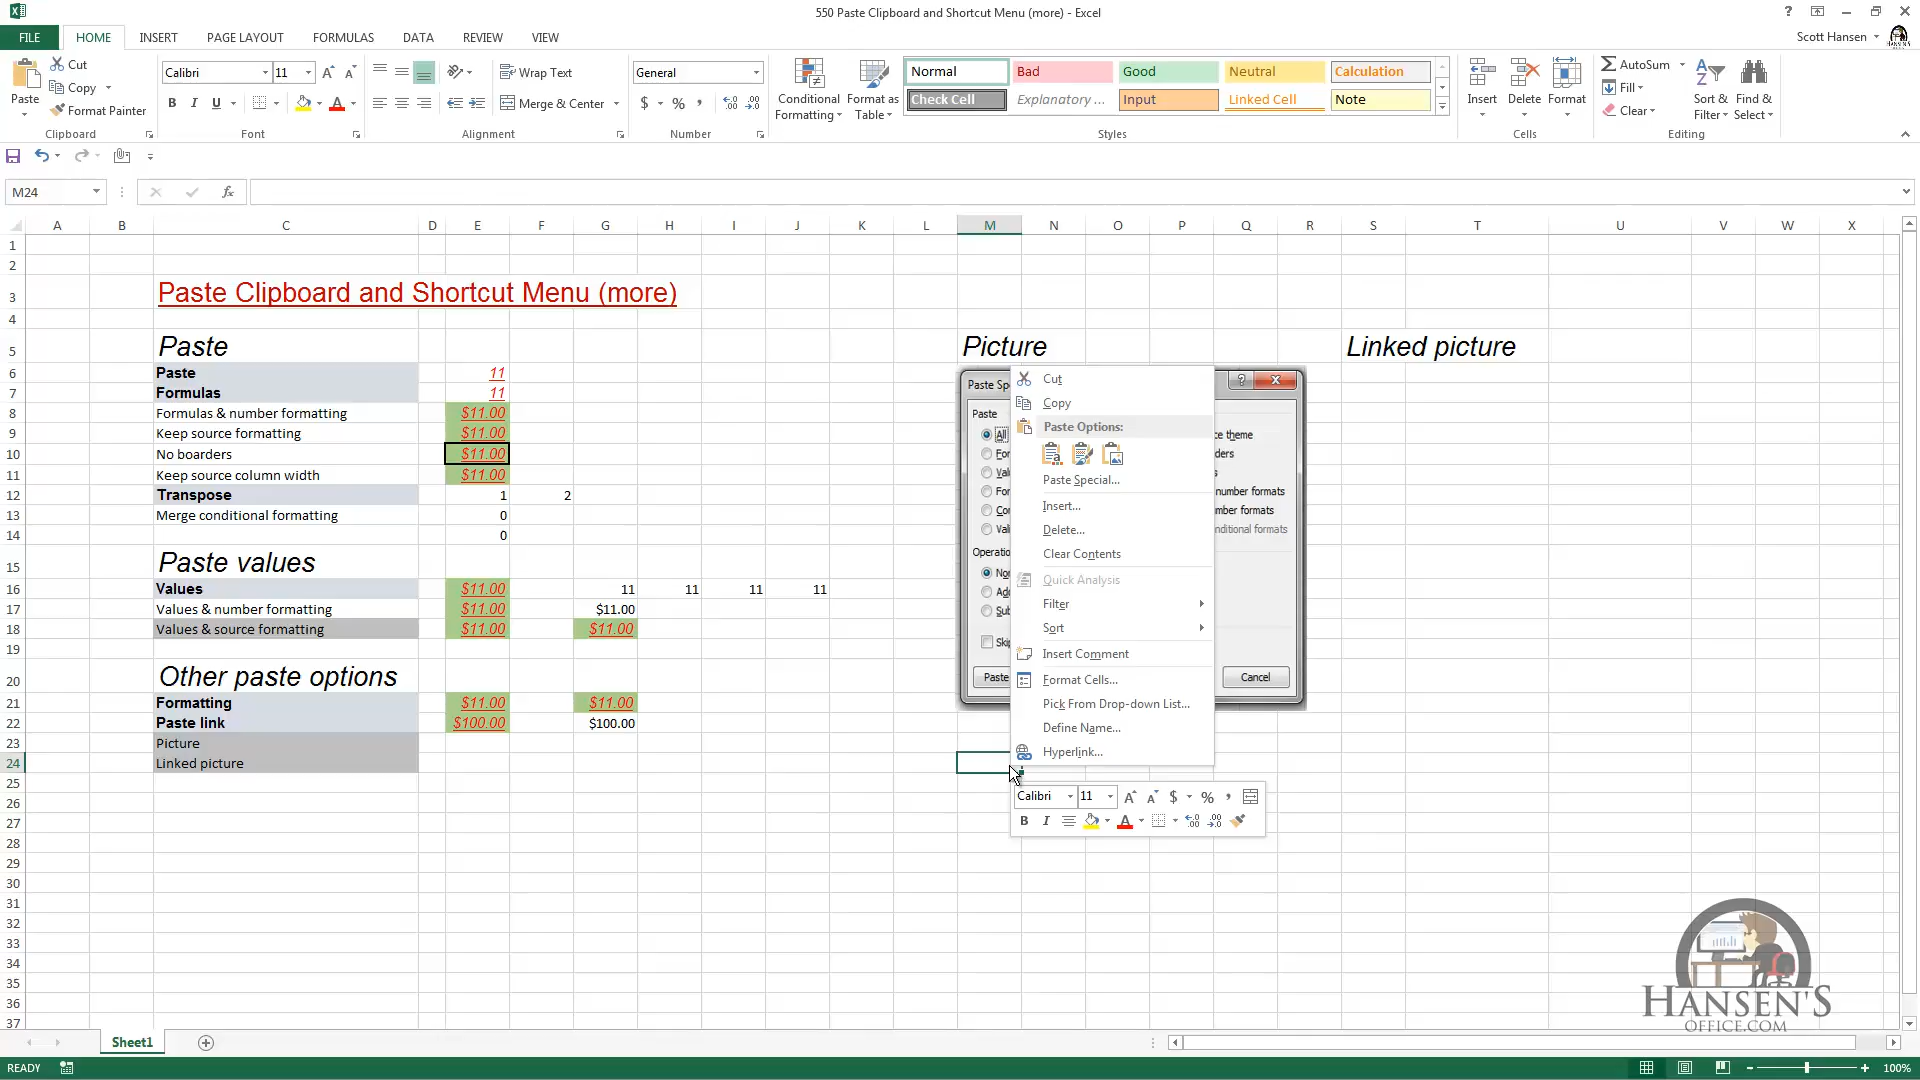 550 Paste Clipboard and Shortcut Menu (more) - Excel
?
FILE HOME INSERT PAGE LAYOUT FORMULAS DATA REVIEW VIEW Scott Hansen
Cut
Copy
Format Painter
Paste
Clipboard
Calibri 11
B I U
Font
Wrap Text
Merge & Center
Alignment
General
$ % ,
Number
Conditional Formatting
Format as Table
Normal Bad Good Neutral Calculation
Check Cell Explanatory ... Input Linked Cell Note
Styles
Insert Delete Format
Cells
AutoSum
Fill
Clear
Sort & Filter
Find & Select
Editing
M24
fx
A B C D E F G H I J K L M N O P Q R S T U V W X
1
2
3 Paste Clipboard and Shortcut Menu (more)
4
5 Paste Picture Linked picture
6 Paste 11
7 Formulas 11
8 Formulas & number formatting $11.00
9 Keep source formatting $11.00
10 No boarders $11.00
11 Keep source column width $11.00
12 Transpose 1 2
13 Merge conditional formatting 0
14 0
15 Paste values
16 Values $11.00 11 11 11 11
17 Values & number formatting $11.00 $11.00
18 Values & source formatting $11.00 $11.00
19
20 Other paste options
21 Formatting $11.00 $11.00
22 Paste link $100.00 $100.00
23 Picture
24 Linked picture
25
26
27
28
29
30
31
32
33
34
35
36
37
Paste Sp
Paste
All
For
Val
For
Co
Vali
Operatio
No
Ad
Sub
Ski
Paste
?
ce theme
ders
s
number formats
mber formats
nditional formats
Cancel
Cut
Copy
Paste Options:
Paste Special...
Insert...
Delete...
Clear Contents
Quick Analysis
Filter
Sort
Insert Comment
Format Cells...
Pick From Drop-down List...
Define Name...
Hyperlink...
Calibri 11 A A $ % ,
B I A
HANSEN'S
OFFICE.COM
Sheet1
READY
100%